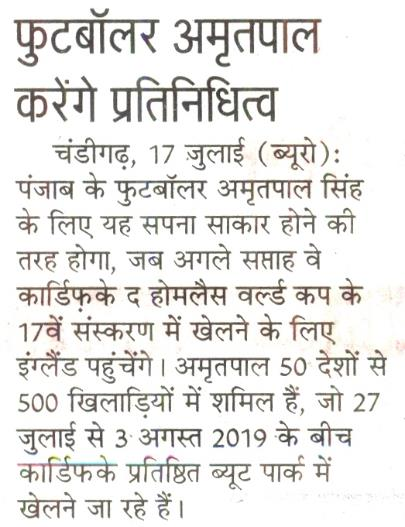 फुटबॉलर अमृतपाल
करेंगे प्रतिनिधित्व
चंडीगढ़, 17 जुलाई (ब्यूरो):
पंजाब के फुटबॉलर अमृतपाल सिंह
के लिए यह सपना साकार होने की
तरह होगा, जब अगले सप्ताह वे
कार्डिफ़के द होमलैस वर्ल्ड कप के
17वें संस्करण में खेलने के लिए
इंग्लैंड पहुंचेंगे। अमृतपाल 50 देशों से
500 खिलाड़ियों में शमिल हैं, जो 27
जुलाई से 3 अगस्त 2019 के बीच
कार्डिफके प्रतिष्ठित ब्यूट पार्क में
खेलने जा रहे हैं।